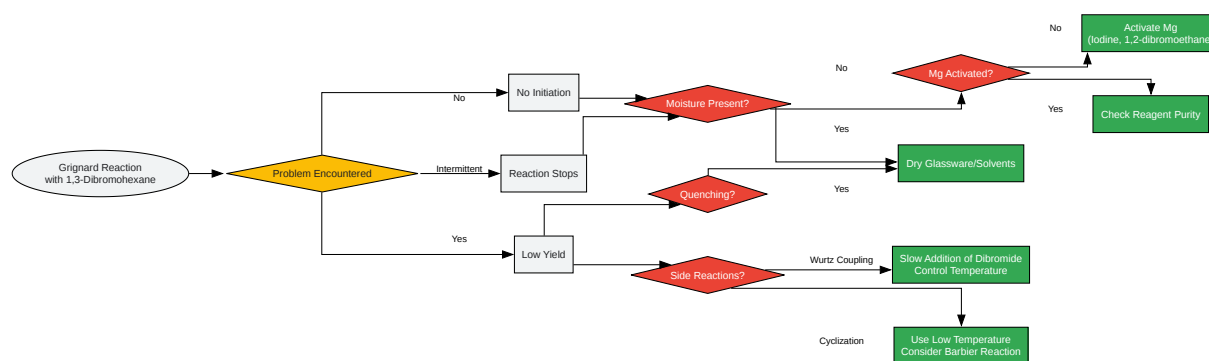 Grignard Reaction
with 1,3-Dibromohexane
Problem Encountered
No
No Initiation
Intermittent
Reaction Stops
Yes
Low Yield
Moisture Present?
No
Mg Activated?
No
Activate Mg
(Iodine, 1,2-dibromoethane
Yes
Check Reagent Purity
Yes
Dry Glassware/Solvents
Quenching?
Yes
Side Reactions?
Wurtz Coupling
Slow Addition of Dibromide
Control Temperature
Cyclization
Use Low Temperature
Consider Barbier Reaction